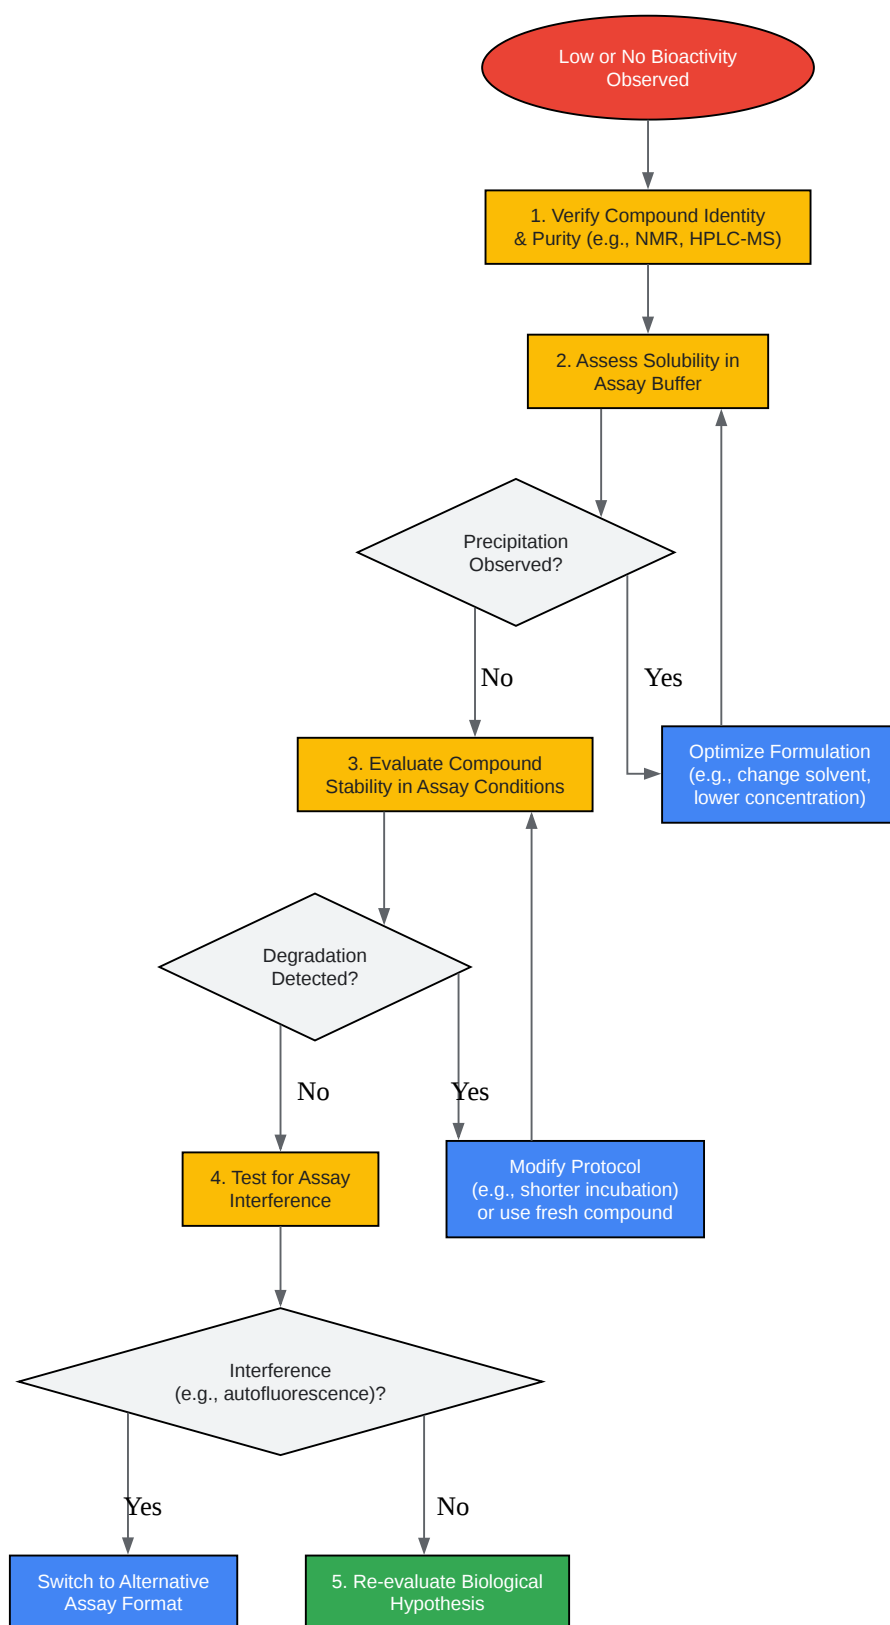 Low or No Bioactivity
Observed
1. Verify Compound Identity
& Purity (e.g., NMR, HPLC-MS)
2. Assess Solubility in
Assay Buffer
Precipitation
Observed?
No
Yes
Optimize Formulation
(e.g., change solvent,
lower concentration)
3. Evaluate Compound
Stability in Assay Conditions
Degradation
Detected?
No
Yes
Modify Protocol
(e.g., shorter incubation)
or use fresh compound
4. Test for Assay
Interference
Interference
(e.g., autofluorescence)?
Yes
No
Switch to Alternative
Assay Format
5. Re-evaluate Biological
Hypothesis